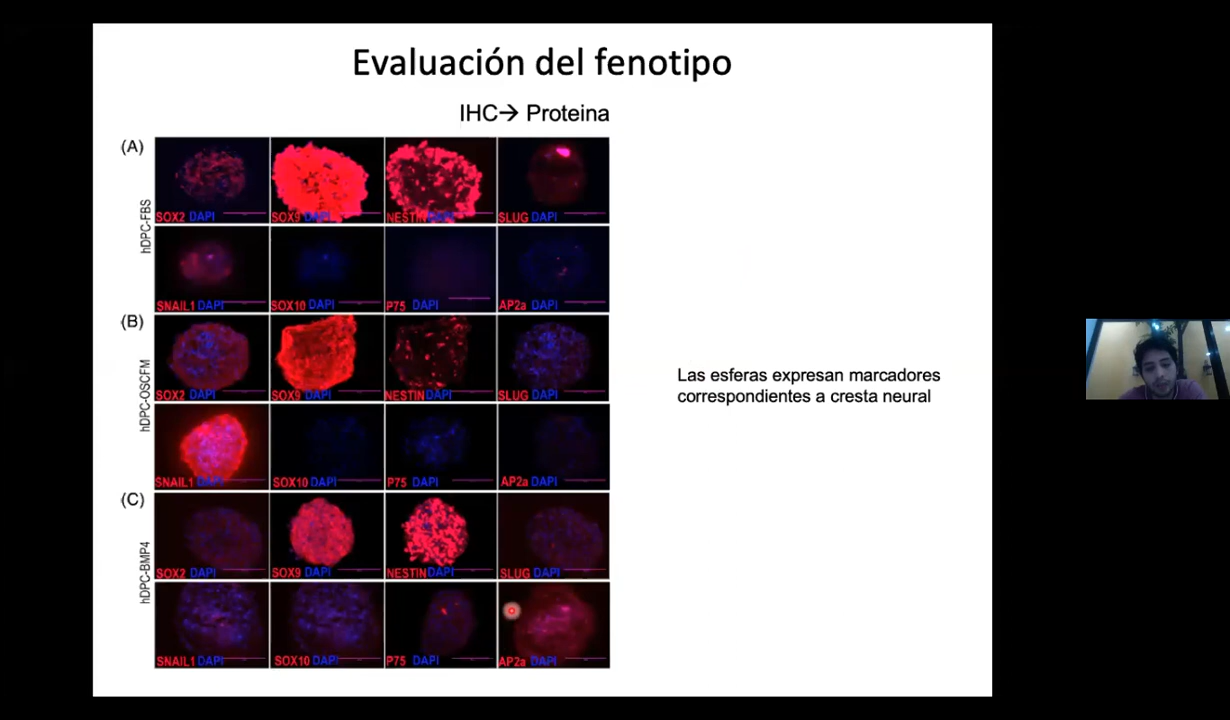 Evaluación del fenotipo
IHC→ Proteina
(A)
hDPC-FBS
SOX2 DAPI
SOX9 DAPI
NESTIN DAPI
SLUG DAPI
SNAIL1 DAPI
SOX10 DAPI
P75 DAPI
AP2a DAPI
(B)
hDPC-OSCFM
SOX2 DAPI
SOX9 DAPI
NESTIN DAPI
SLUG DAPI
SNAIL1 DAPI
SOX10 DAPI
P75 DAPI
AP2a DAPI
(C)
hDPC-BMP4
SOX2 DAPI
SOX9 DAPI
NESTIN DAPI
SLUG DAPI
SNAIL1 DAPI
SOX10 DAPI
P75 DAPI
AP2a DAPI
Las esferas expresan marcadores
correspondientes a cresta neural